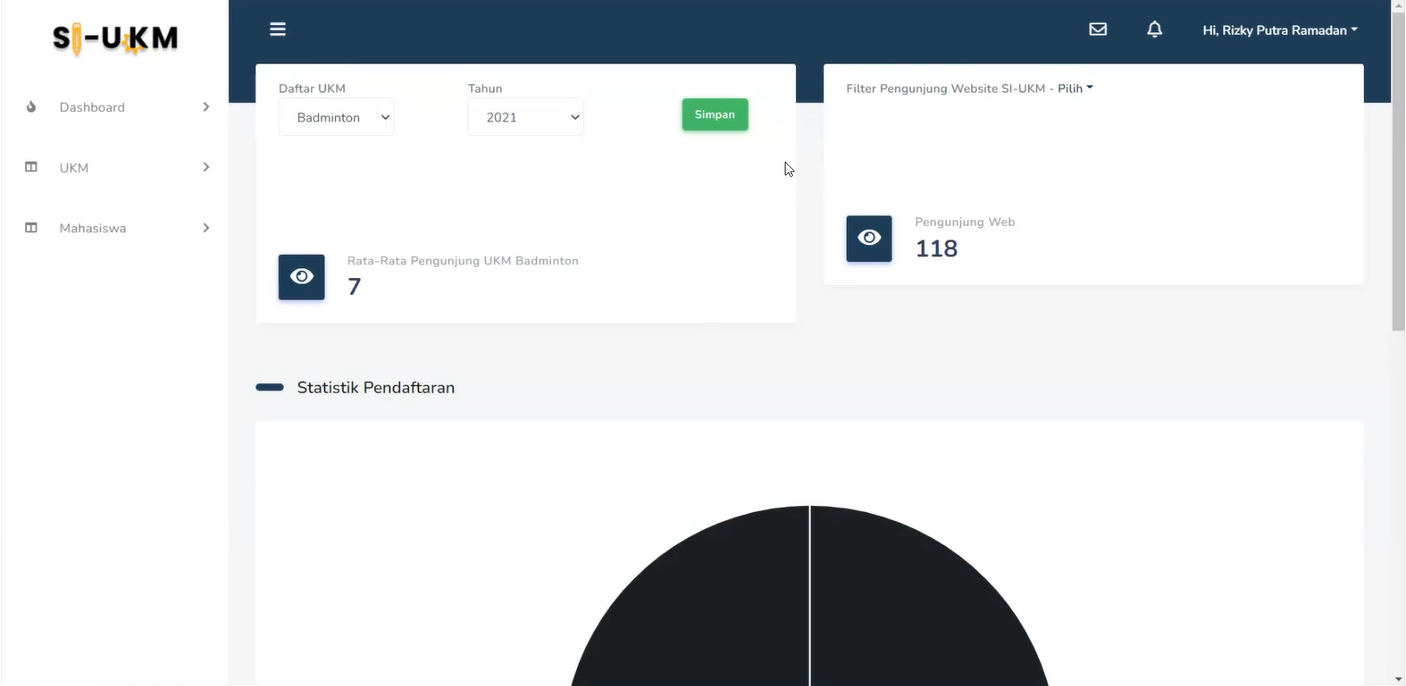 SI-UKM
Hi, Rizky Putra Ramadan
Dashboard
UKM
Mahasiswa
Daftar UKM
Badminton
Tahun
2021
Simpan
Rata-Rata Pengunjung UKM Badminton
7
Filter Pengunjung Website SI-UKM - Pilih
Pengunjung Web
118
Statistik Pendaftaran